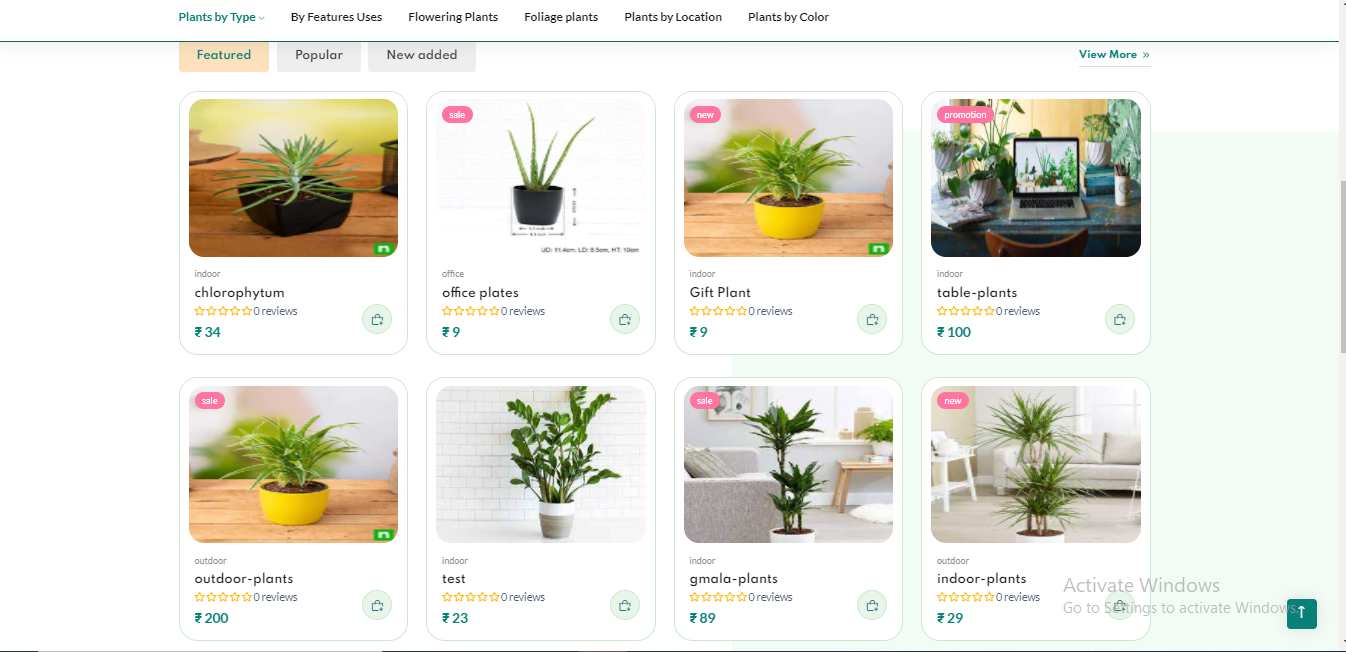 Plants by Type By Features Uses Flowering Plants Foliage plants Plants by Location Plants by Color
Featured Popular New added View More »
sale
new
promotion
UD: 11.4cm, LD: 8.5cm, HT: 10cm
indoor
chlorophytum
0 reviews
₹ 34
office
office plates
0 reviews
₹ 9
indoor
Gift Plant
0 reviews
₹ 9
indoor
table-plants
0 reviews
₹ 100
sale
sale
new
outdoor
outdoor-plants
0 reviews
₹ 200
indoor
test
0 reviews
₹ 23
indoor
gmala-plants
0 reviews
₹ 89
outdoor
indoor-plants
0 reviews
₹ 29
Activate Windows
Go to Settings to activate Windows.